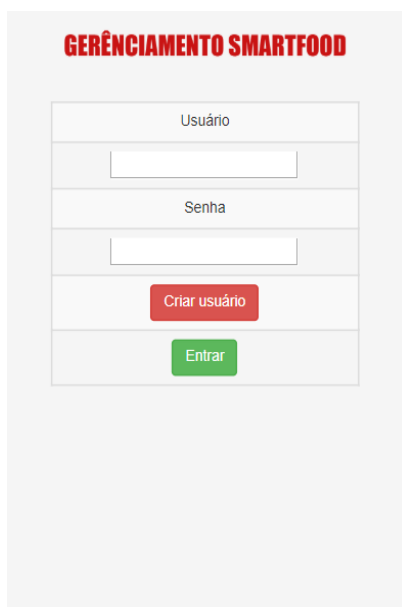 GERÊNCIAMENTO SMARTFOOD
Usuário
Senha
Criar usuário
Entrar